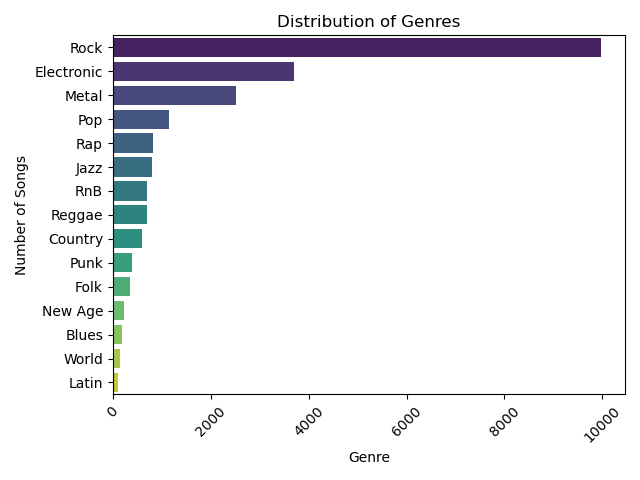 Distribution of Genres
Rock
Electronic
Metal
Pop
Rap
Jazz
RnB
Reggae
Country
Punk
Folk
New Age
Blues
World
Latin
Number of Songs
0
2000
4000
6000
8000
10000
Genre